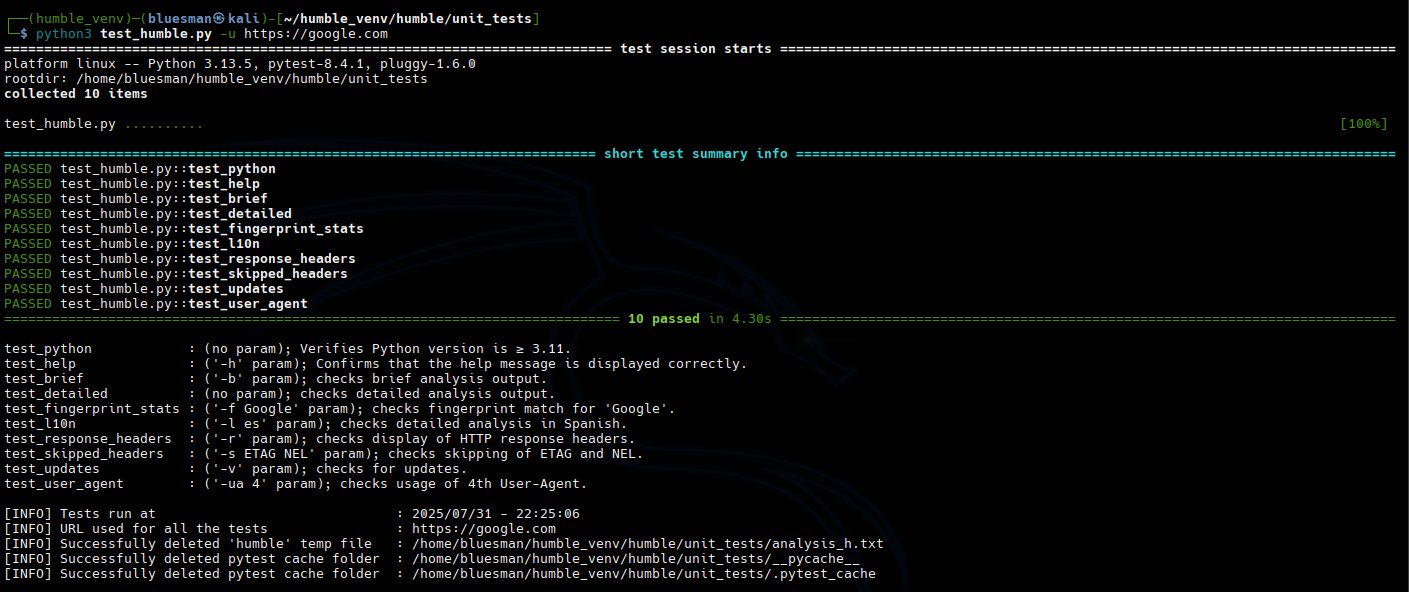 ┌──(humble_venv)─(bluesman㉿kali)-[~/humble_venv/humble/unit_tests]
└─$ python3 test_humble.py -u https://google.com
============================================================================ test session starts =============================================================================
platform linux -- Python 3.13.5, pytest-8.4.1, pluggy-1.6.0
rootdir: /home/bluesman/humble_venv/humble/unit_tests
collected 10 items
test_humble.py .......... [100%]
========================================================================== short test summary info ===========================================================================
PASSED test_humble.py::test_python
PASSED test_humble.py::test_help
PASSED test_humble.py::test_brief
PASSED test_humble.py::test_detailed
PASSED test_humble.py::test_fingerprint_stats
PASSED test_humble.py::test_l10n
PASSED test_humble.py::test_response_headers
PASSED test_humble.py::test_skipped_headers
PASSED test_humble.py::test_updates
PASSED test_humble.py::test_user_agent
============================================================================= 10 passed in 4.30s =============================================================================
test_python            : (no param); Verifies Python version is ≥ 3.11.
test_help              : ('-h' param); Confirms that the help message is displayed correctly.
test_brief             : ('-b' param); checks brief analysis output.
test_detailed          : (no param); checks detailed analysis output.
test_fingerprint_stats : ('-f Google' param); checks fingerprint match for 'Google'.
test_l10n              : ('-l es' param); checks detailed analysis in Spanish.
test_response_headers  : ('-r' param); checks display of HTTP response headers.
test_skipped_headers   : ('-s ETAG NEL' param); checks skipping of ETAG and NEL.
test_updates           : ('-v' param); checks for updates.
test_user_agent        : ('-ua 4' param); checks usage of 4th User-Agent.
[INFO] Tests run at                              : 2025/07/31 - 22:25:06
[INFO] URL used for all the tests                : https://google.com
[INFO] Successfully deleted 'humble' temp file   : /home/bluesman/humble_venv/humble/unit_tests/analysis_h.txt
[INFO] Successfully deleted pytest cache folder  : /home/bluesman/humble_venv/humble/unit_tests/__pycache__
[INFO] Successfully deleted pytest cache folder  : /home/bluesman/humble_venv/humble/unit_tests/.pytest_cache